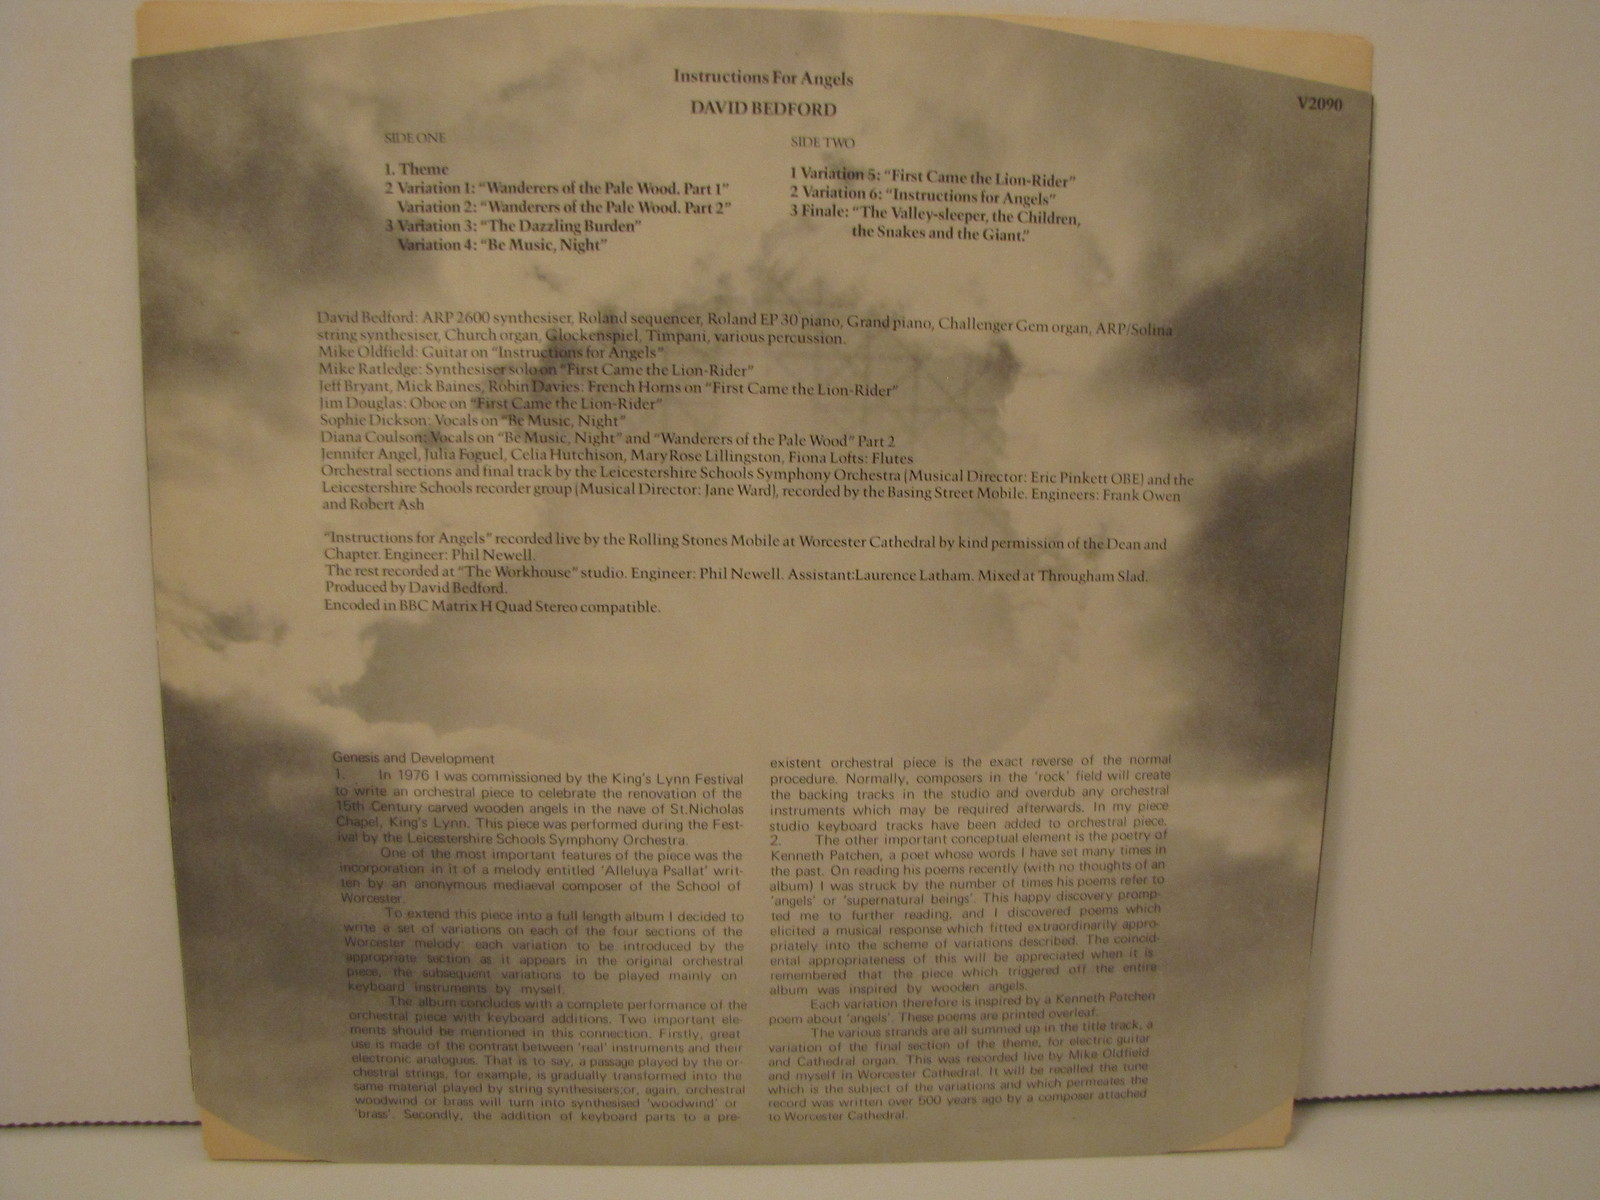 Instructions For Angels
DAVID BEDFORD
V2090
SIDE ONE
1. Theme
2 Variation 1: “Wanderers of the Pale Wood. Part 1”
Variation 2: “Wanderers of the Pale Wood. Part 2”
3 Variation 3: “The Dazzling Burden”
Variation 4: “Be Music, Night”
SIDE TWO
1 Variation 5: “First Came the Lion-Rider”
2 Variation 6: “Instructions for Angels”
3 Finale: “The Valley-sleeper, the Children,
the Snakes and the Giant.”
David Bedford: ARP 2600 synthesiser, Roland sequencer, Roland EP 30 piano, Grand piano, Challenger Gem organ, ARP/Solina
string synthesiser, Church organ, Glockenspiel, Timpani, various percussion.
Mike Oldfield: Guitar on “Instructions for Angels”
Mike Ratledge: Synthesiser solo on “First Came the Lion-Rider”
Jeff Bryant, Mick Baines, Robin Davies: French Horns on “First Came the Lion-Rider”
Jim Douglas: Oboe on “First Came the Lion-Rider”
Sophie Dickson: Vocals on “Be Music, Night”
Diana Coulson: Vocals on “Be Music, Night” and “Wanderers of the Pale Wood” Part 2
Jennifer Angel, Julia Foguel, Celia Hutchison, Mary Rose Lillingston, Fiona Lofts: Flutes
Orchestral sections and final track by the Leicestershire Schools Symphony Orchestra (Musical Director: Eric Pinkett OBE) and the
Leicestershire Schools recorder group (Musical Director: Jane Ward), recorded by the Basing Street Mobile. Engineers: Frank Owen
and Robert Ash
“Instructions for Angels” recorded live by the Rolling Stones Mobile at Worcester Cathedral by kind permission of the Dean and
Chapter. Engineer: Phil Newell.
The rest recorded at “The Workhouse” studio. Engineer: Phil Newell. Assistant:Laurence Latham. Mixed at Througham Slad.
Produced by David Bedford.
Encoded in BBC Matrix H Quad Stereo compatible.
Genesis and Development
1. In 1976 I was commissioned by the King's Lynn Festival
to write an orchestral piece to celebrate the renovation of the
15th Century carved wooden angels in the nave of St.Nicholas
Chapel, King's Lynn. This piece was performed during the Fest-
ival by the Leicestershire Schools Symphony Orchestra.
One of the most important features of the piece was the
incorporation in it of a melody entitled 'Alleluya Psallat' writ-
ten by an anonymous mediaeval composer of the School of
Worcester.
To extend this piece into a full length album I decided to
write a set of variations on each of the four sections of the
Worcester melody: each variation to be introduced by the
appropriate section as it appears in the original orchestral
piece, the subsequent variations to be played mainly on
keyboard instruments by myself.
The album concludes with a complete performance of the
orchestral piece with keyboard additions. Two important ele-
ments should be mentioned in this connection. Firstly, great
use is made of the contrast between 'real' instruments and their
electronic analogues. That is to say, a passage played by the or-
chestral strings, for example, is gradually transformed into the
same material played by string synthesisers:or, again, orchestral
woodwind or brass will turn into synthesised 'woodwind' or
'brass'. Secondly, the addition of keyboard parts to a pre-
existent orchestral piece is the exact reverse of the normal
procedure. Normally, composers in the 'rock' field will create
the backing tracks in the studio and overdub any orchestral
instruments which may be required afterwards. In my piece
studio keyboard tracks have been added to orchestral piece.
2. The other important conceptual element is the poetry of
Kenneth Patchen, a poet whose words I have set many times in
the past. On reading his poems recently (with no thoughts of an
album) I was struck by the number of times his poems refer to
'angels' or 'supernatural beings'. This happy discovery promp-
ted me to further reading, and I discovered poems which
elicited a musical response which fitted extraordinarily appro-
priately into the scheme of variations described. The coincid-
ental appropriateness of this will be appreciated when it is
remembered that the piece which triggered off the entire
album was inspired by wooden angels.
Each variation therefore is inspired by a Kenneth Patchen
poem about 'angels'. These poems are printed overleaf.
The various strands are all summed up in the title track, a
variation of the final section of the theme, for electric guitar
and Cathedral organ. This was recorded live by Mike Oldfield
and myself in Worcester Cathedral. It will be recalled the tune
which is the subject of the variations and which permeates the
record was written over 500 years ago by a composer attached
to Worcester Cathedral.